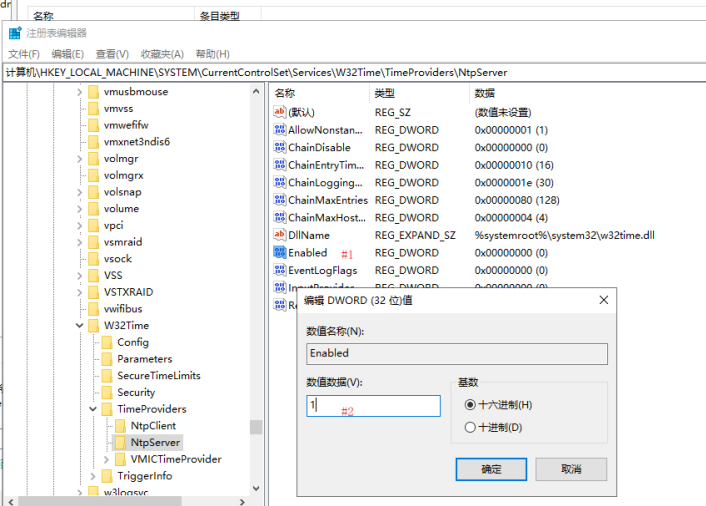 名称 条目类型
注册表编辑器
文件(F) 编辑(E) 查看(V) 收藏夹(A) 帮助(H)
计算机\HKEY_LOCAL_MACHINE\SYSTEM\CurrentControlSet\Services\W32Time\TimeProviders\NtpServer
vmusbmouse
vmvss
vmwefifw
vmxnet3ndis6
volmgr
volmgrx
volsnap
volume
vpci
vsmraid
vsock
VSS
VSTXRAID
vwifibus
W32Time
Config
Parameters
SecureTimeLimits
Security
TimeProviders
NtpClient
NtpServer
VMICTimeProvider
TriggerInfo
w3logsvc
名称 类型 数据
(默认) REG_SZ (数值未设置)
AllowNonstan... REG_DWORD 0x00000001 (1)
ChainDisable REG_DWORD 0x00000000 (0)
ChainEntryTim... REG_DWORD 0x00000010 (16)
ChainLogging... REG_DWORD 0x0000001e (30)
ChainMaxEntries REG_DWORD 0x00000080 (128)
ChainMaxHost... REG_DWORD 0x00000004 (4)
DllName REG_EXPAND_SZ %systemroot%\system32\w32time.dll
Enabled #1 REG_DWORD 0x00000000 (0)
EventLogFlags REG_DWORD 0x00000000 (0)
InputProvider REG_DWORD 0x00000000 (0)
编辑 DWORD (32 位)值
数值名称(N):
Enabled
数值数据(V):
1 #2
基数
十六进制(H)
十进制(D)
确定 取消